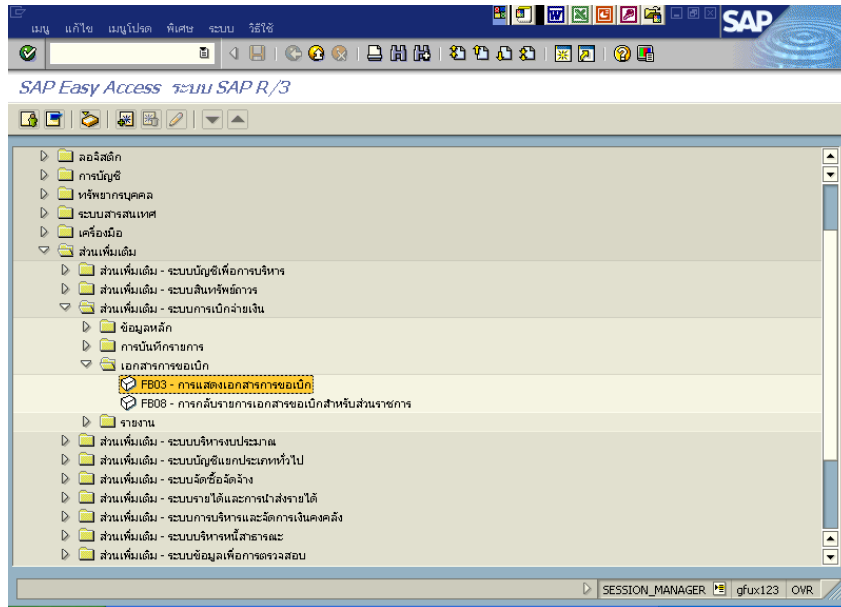 เมนู แก้ไข เมนูโปรด พิเศษ ระบบ วิธีใช้
SAP
SAP Easy Access ระบบ SAP R/3
ลอจิสติก
การบัญชี
ทรัพยากรบุคคล
ระบบสารสนเทศ
เครื่องมือ
ส่วนเพิ่มเติม
ส่วนเพิ่มเติม - ระบบบัญชีเพื่อการบริหาร
ส่วนเพิ่มเติม - ระบบสินทรัพย์ถาวร
ส่วนเพิ่มเติม - ระบบการเบิกจ่ายเงิน
ข้อมูลหลัก
การบันทึกรายการ
เอกสารการขอเบิก
FB03 - การแสดงเอกสารการขอเบิก
FB08 - การกลับรายการเอกสารขอเบิกสำหรับส่วนราชการ
รายงาน
ส่วนเพิ่มเติม - ระบบบริหารงบประมาณ
ส่วนเพิ่มเติม - ระบบบัญชีแยกประเภททั่วไป
ส่วนเพิ่มเติม - ระบบจัดซื้อจัดจ้าง
ส่วนเพิ่มเติม - ระบบรายได้และการนำส่งรายได้
ส่วนเพิ่มเติม - ระบบการบริหารและจัดการเงินคงคลัง
ส่วนเพิ่มเติม - ระบบบริหารหนี้สาธารณะ
ส่วนเพิ่มเติม - ระบบข้อมูลเพื่อการตรวจสอบ
SESSION_MANAGER gfux123 OVR